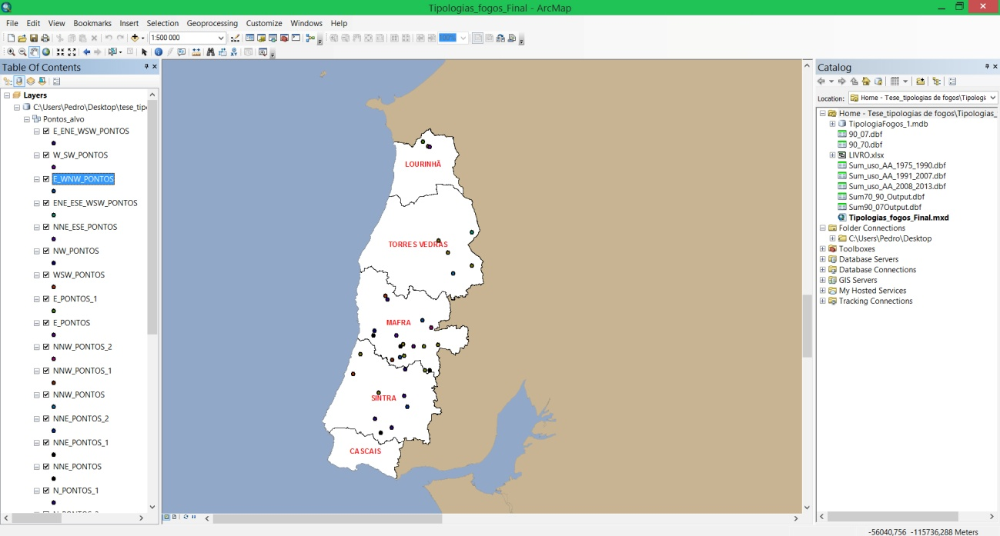 Tipologias_fogos_Final - ArcMap
File Edit View Bookmarks Insert Selection Geoprocessing Customize Windows Help
1:500 000
100%
Table Of Contents
Layers
C:\Users\Pedro\Desktop\tese_tip
Pontos_alvo
E_ENE_WSW_PONTOS
W_SW_PONTOS
E_WNW_PONTOS
ENE_ESE_WSW_PONTOS
NNE_ESE_PONTOS
NW_PONTOS
WSW_PONTOS
E_PONTOS_1
E_PONTOS
NNW_PONTOS_2
NNW_PONTOS_1
NNW_PONTOS
NNE_PONTOS_2
NNE_PONTOS_1
NNE_PONTOS
N_PONTOS_1
LOURINHÃ
TORRES VEDRAS
MAFRA
SINTRA
CASCAIS
Catalog
Location: Home - Tese_tipologias de fogos\Tipologia
Home - Tese_tipologias de fogos\Tipologias_
TipologiaFogos_1.mdb
90_07.dbf
90_70.dbf
LIVRO.xlsx
Sum_uso_AA_1975_1990.dbf
Sum_uso_AA_1991_2007.dbf
Sum_uso_AA_2008_2013.dbf
Sum70_90_Output.dbf
Sum90_07Output.dbf
Tipologias_fogos_Final.mxd
Folder Connections
C:\Users\Pedro\Desktop
Toolboxes
Database Servers
Database Connections
GIS Servers
My Hosted Services
Tracking Connections
-56040,756 -115736,288 Meters